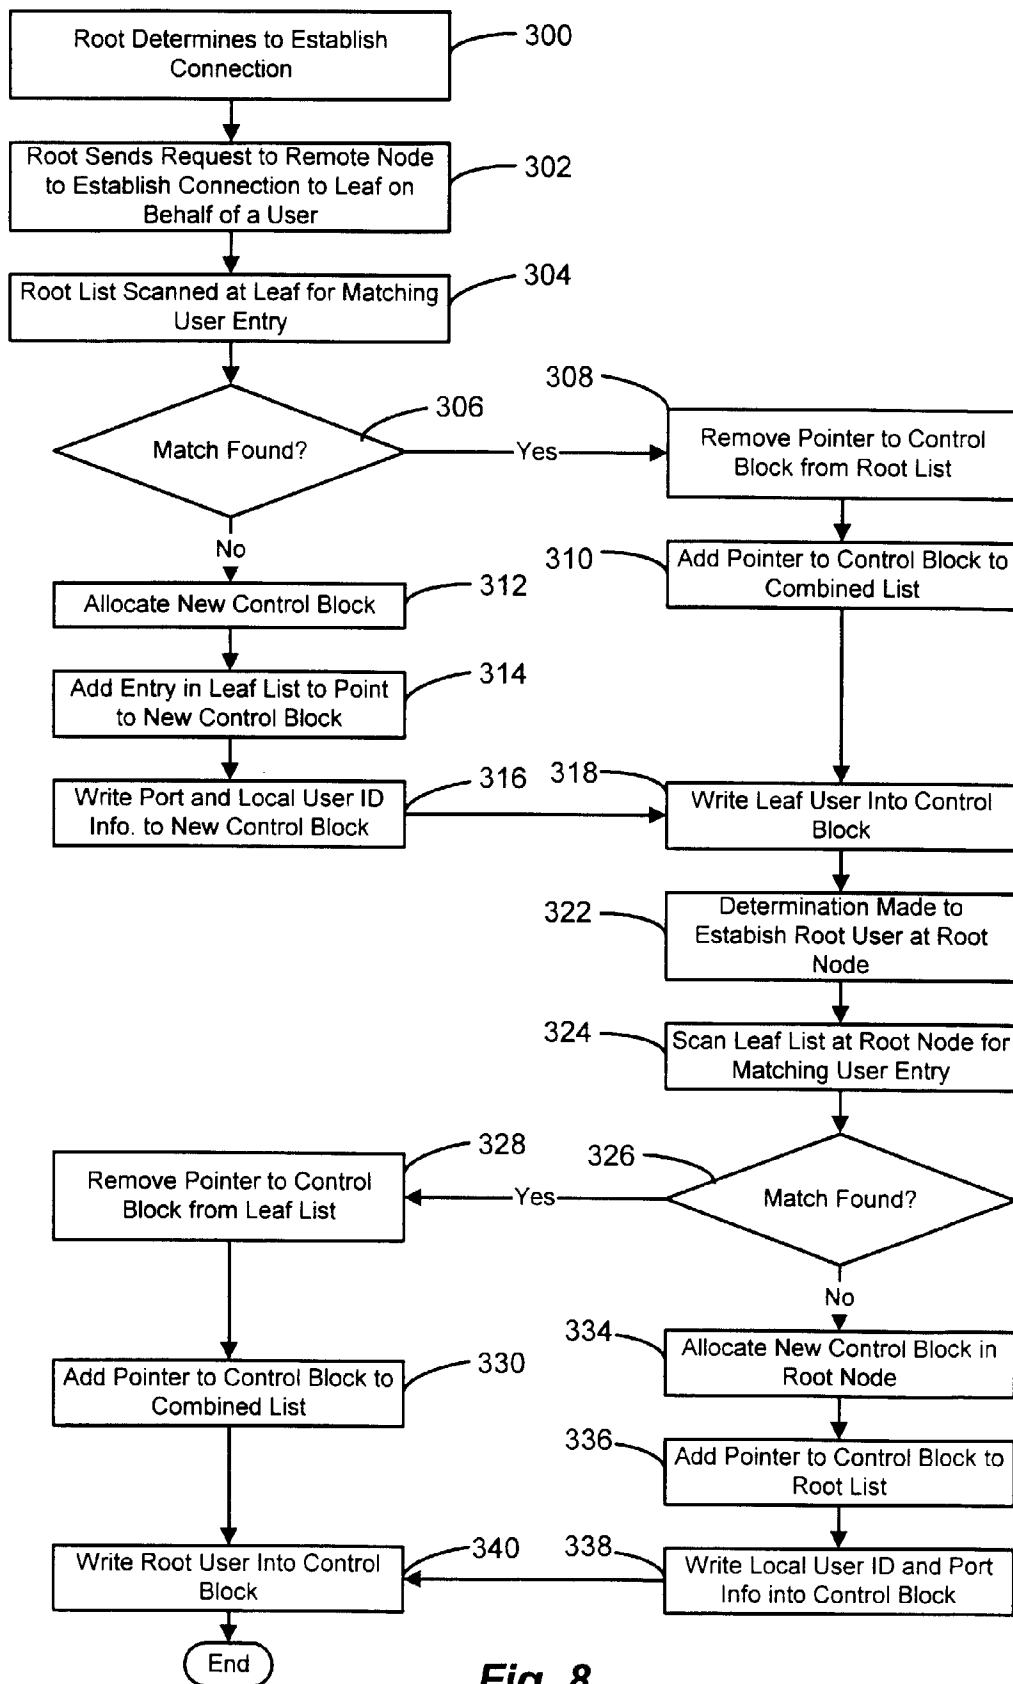 Root Determines to Establish
Connection
300
Root Sends Request to Remote Node
to Establish Connection to Leaf on
Behalf of a User
302
Root List Scanned at Leaf for Matching
User Entry
304
Match Found?
306
Yes
308
Remove Pointer to Control
Block from Root List
No
310
Add Pointer to Control Block to
Combined List
Allocate New Control Block
312
Add Entry in Leaf List to Point
to New Control Block
314
Write Port and Local User ID
Info. to New Control Block
316
318
Write Leaf User Into Control
Block
322
Determination Made to
Estabish Root User at Root
Node
324
Scan Leaf List at Root Node for
Matching User Entry
326
Match Found?
Yes
328
Remove Pointer to Control
Block from Leaf List
No
334
Allocate New Control Block in
Root Node
330
Add Pointer to Control Block to
Combined List
336
Add Pointer to Control Block to
Root List
338
Write Local User ID and Port
Info into Control Block
340
Write Root User Into Control
Block
End
Fig. 8